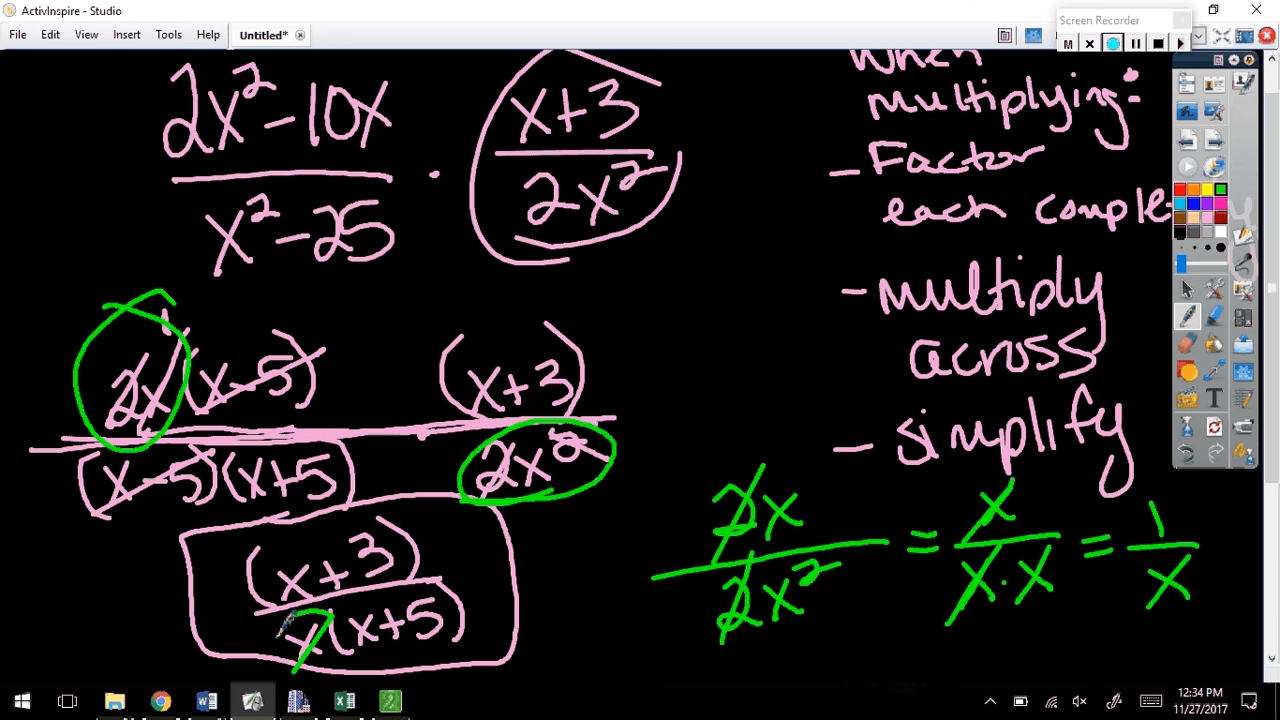 ActivInspire - Studio
Screen Recorder
File Edit View Insert Tools Help Untitled*
M
when
multiplying:
2x² - 10x
x² - 25
·
x+3
2x²
- Factor
each comple
- multiply
across
- simplify
1
2x(x-5) (x+3)
(x-5)(x+5) 2x²
(x+3)
x(x+5)
2x
2x²
= x
x·x
= 1
x
T
12:34 PM
11/27/2017